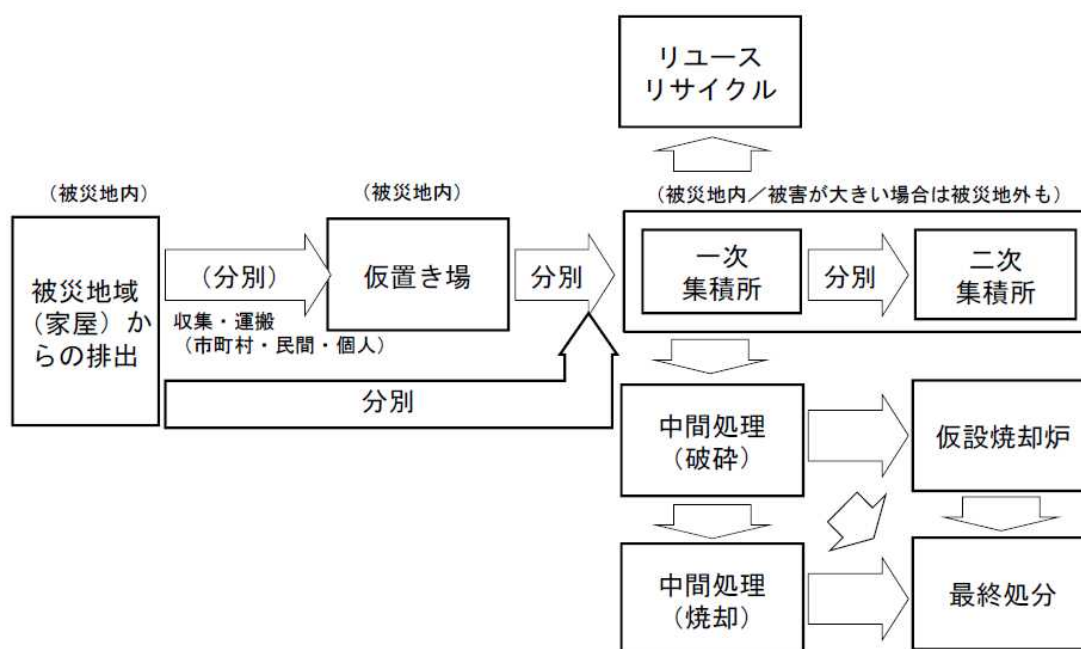 リユース
リサイクル
（被災地内）
（被災地内）
（被災地内／被害が大きい場合は被災地外も）
被災地域
（家屋）か
らの排出
（分別）
収集・運搬
（市町村・民間・個人）
仮置き場
分別
一次
集積所
分別
二次
集積所
分別
中間処理
（破砕）
仮設焼却炉
中間処理
（焼却）
最終処分